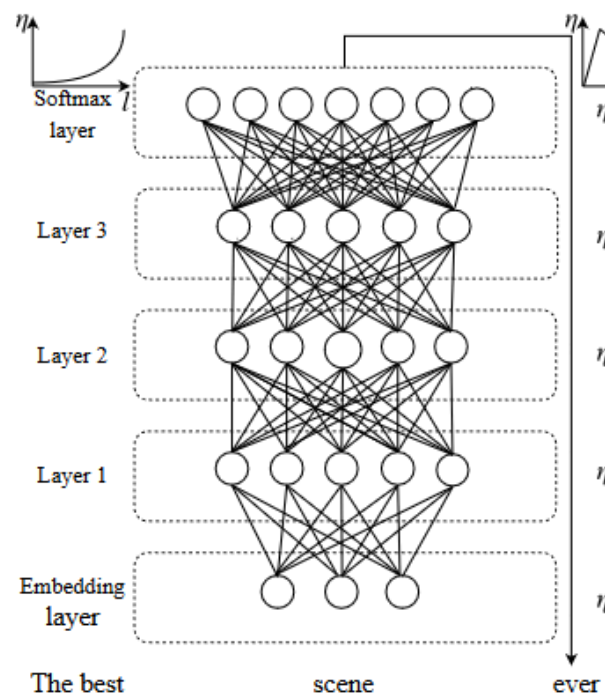 η
η
l
Softmax
layer
η
Layer 3
η
Layer 2
η
Layer 1
η
Embedding
layer
η
The best scene ever